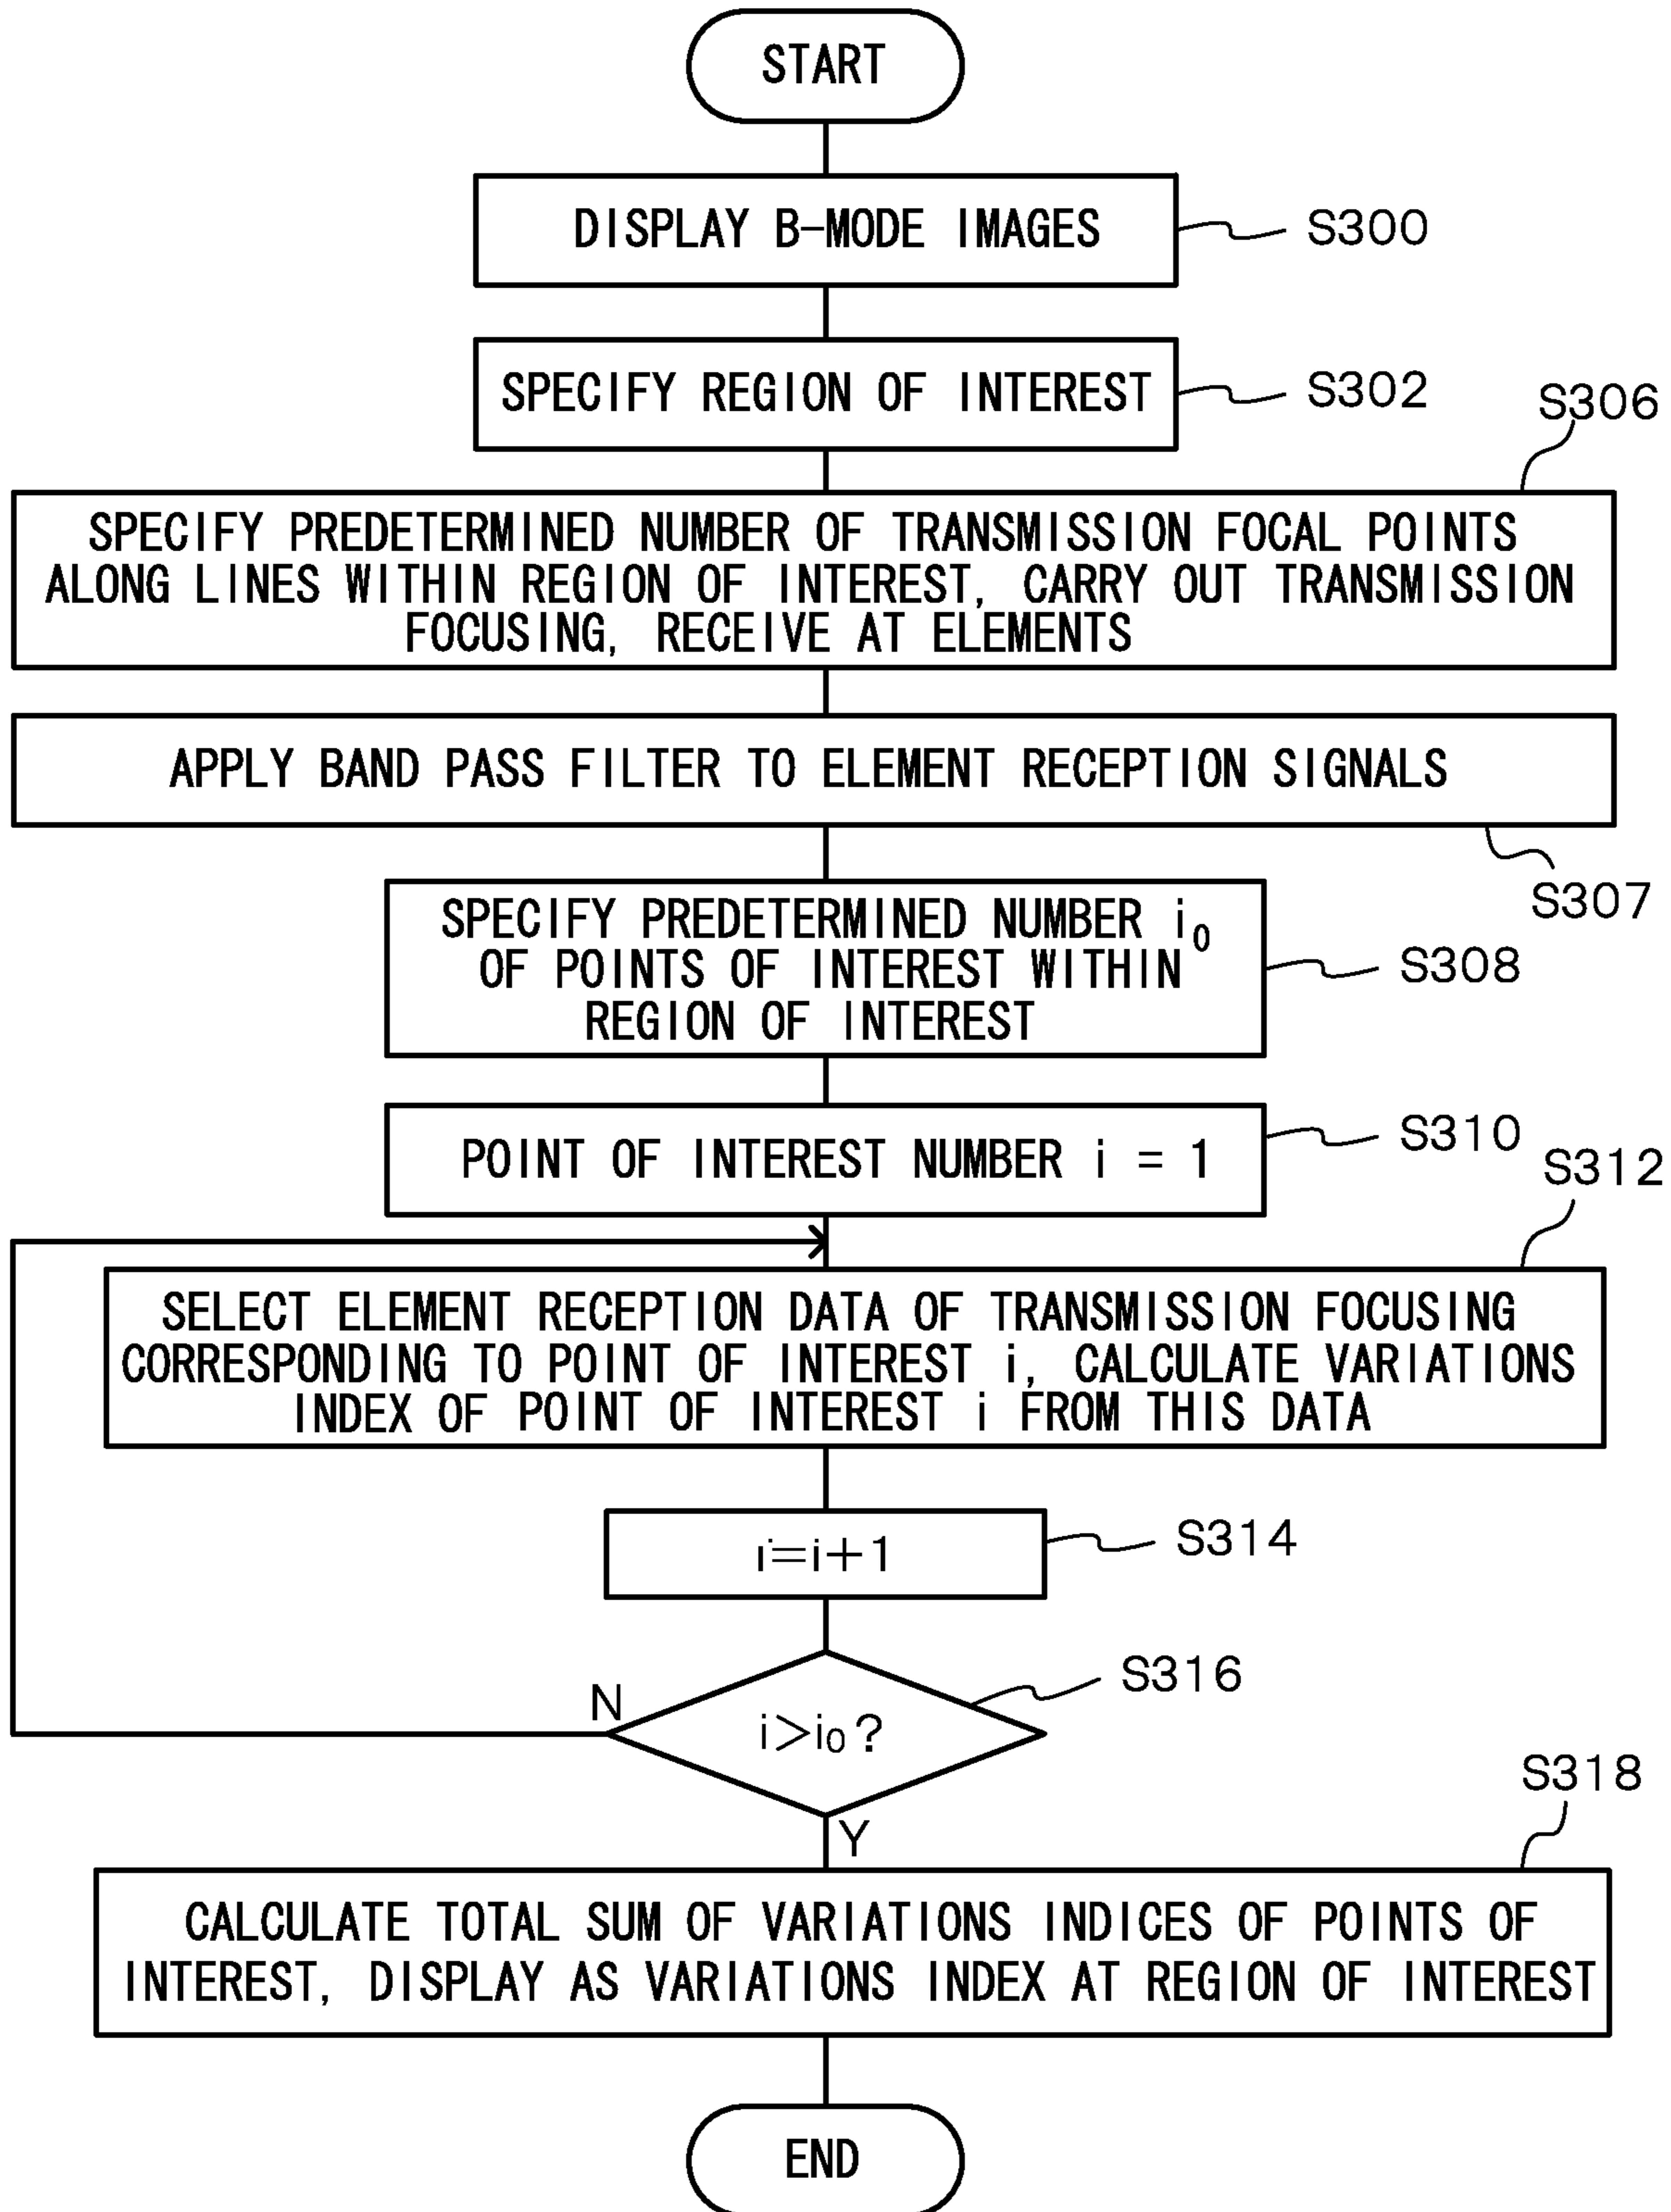 START
DISPLAY B-MODE IMAGES
S300
SPECIFY REGION OF INTEREST
S302
S306
SPECIFY PREDETERMINED NUMBER OF TRANSMISSION FOCAL POINTS
ALONG LINES WITHIN REGION OF INTEREST, CARRY OUT TRANSMISSION
FOCUSING, RECEIVE AT ELEMENTS
APPLY BAND PASS FILTER TO ELEMENT RECEPTION SIGNALS
S307
SPECIFY PREDETERMINED NUMBER i₀
OF POINTS OF INTEREST WITHIN
REGION OF INTEREST
S308
POINT OF INTEREST NUMBER i = 1
S310
S312
SELECT ELEMENT RECEPTION DATA OF TRANSMISSION FOCUSING
CORRESPONDING TO POINT OF INTEREST i, CALCULATE VARIATIONS
INDEX OF POINT OF INTEREST i FROM THIS DATA
i=i+1
S314
S316
N
i>i₀?
Y
S318
CALCULATE TOTAL SUM OF VARIATIONS INDICES OF POINTS OF
INTEREST, DISPLAY AS VARIATIONS INDEX AT REGION OF INTEREST
END